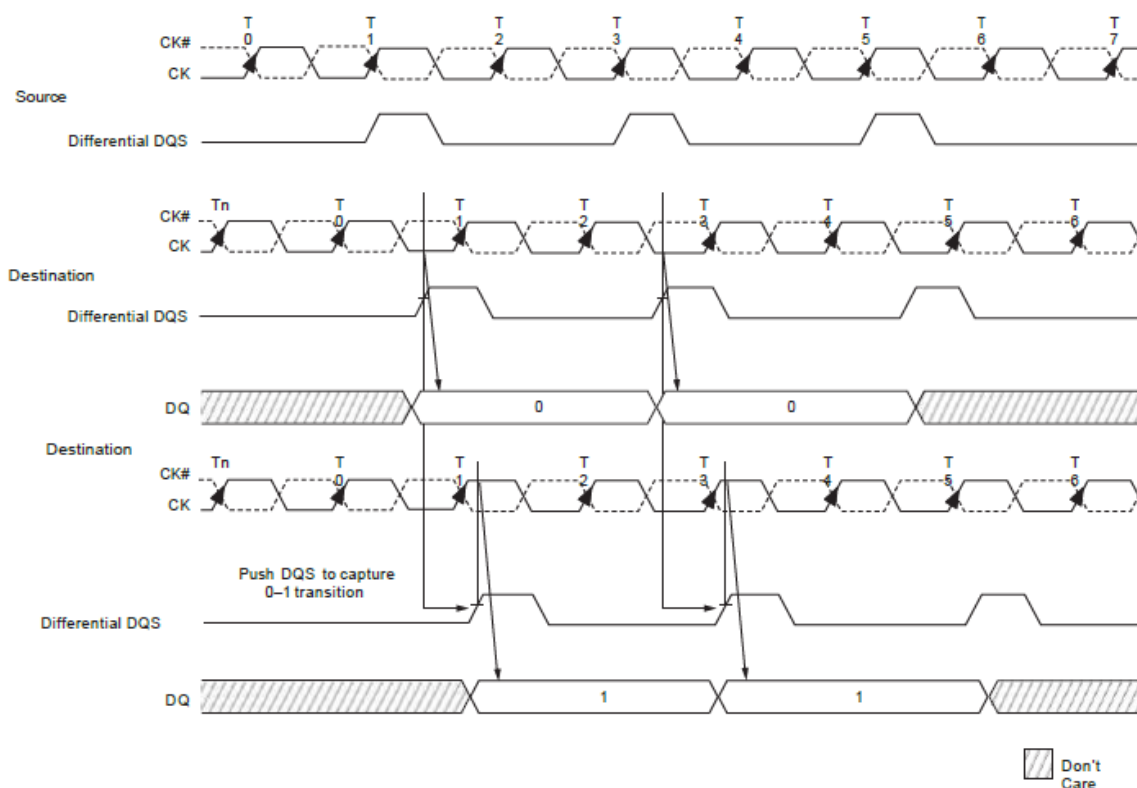 T T T T T T T T
CK# 0 1 2 3 4 5 6 7
CK
Source
Differential DQS
CK# Tn T T T T T T T
0 1 2 3 4 5 6
CK
Destination
Differential DQS
DQ 0 0
Destination
CK# Tn T T T T T T T
0 1 2 3 4 5 6
CK
Push DQS to capture
0–1 transition
Differential DQS
DQ 1 1
Don't
Care